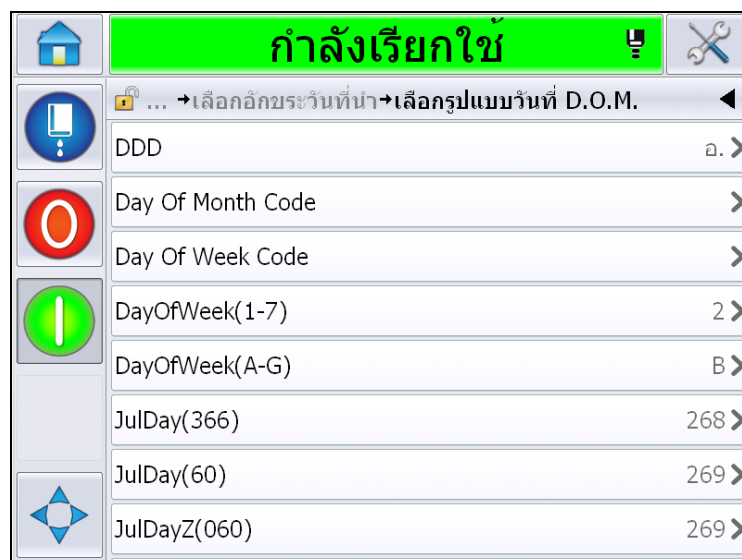 กำลังเรียกใช้
... →เลือกอักขระวันที่นำ→เลือกรูปแบบวันที่ D.O.M.
DDD อ.
Day Of Month Code
Day Of Week Code
DayOfWeek(1-7) 2
DayOfWeek(A-G) B
JulDay(366) 268
JulDay(60) 269
JulDayZ(060) 269